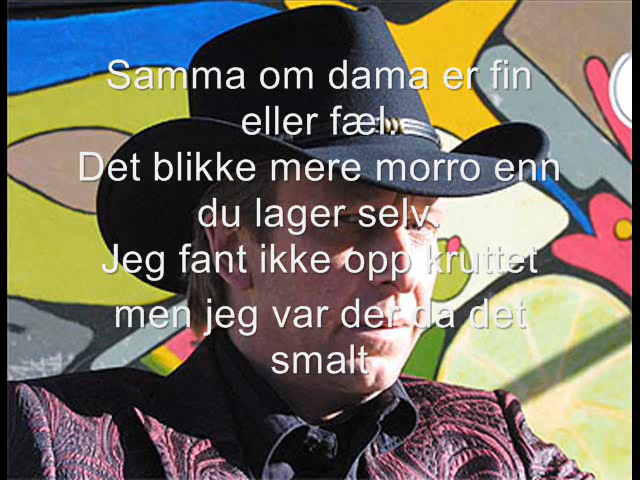 Samma om dama er fin
eller fæl.
Det blikke mere morro enn
du lager selv.
Jeg fant ikke opp kruttet
men jeg var der da det
smalt